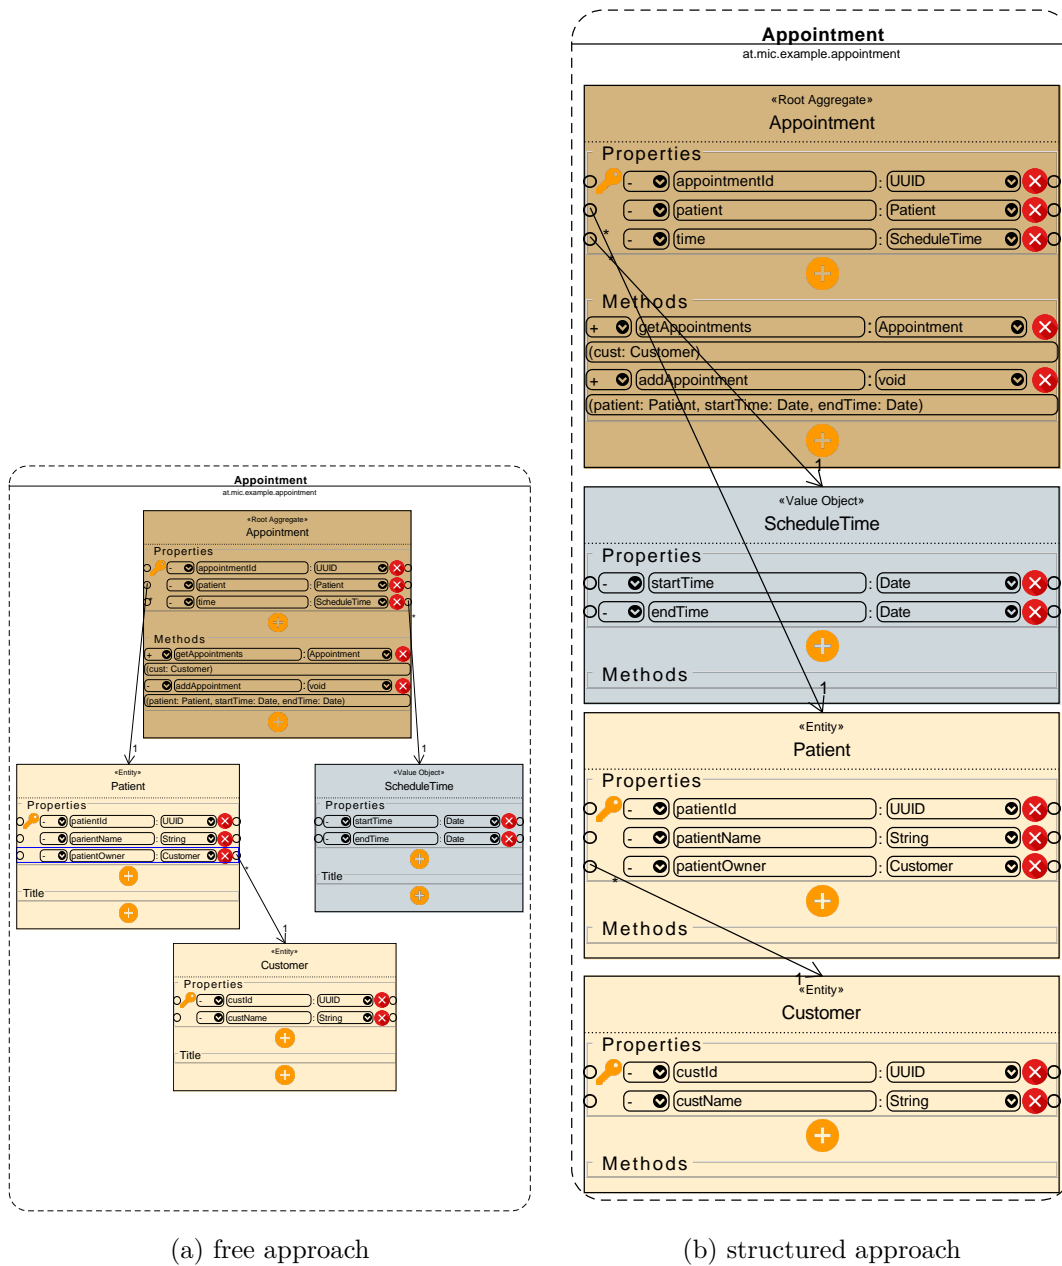 Appointment
at.mic.example.appointment
«Root Aggregate»
Appointment
Properties
- appointmentId : UUID
- patient : Patient
- time : ScheduleTime
*
*
Methods
+ getAppointments : Appointment
(cust: Customer)
- addAppointment : void
(patient: Patient, startTime: Date, endTime: Date)
1
1
«Entity»
Patient
Properties
- patientId : UUID
- patientName : String
- patientOwner : Customer
*
Title
«Value Object»
ScheduleTime
Properties
- startTime : Date
- endTime : Date
Title
1
«Entity»
Customer
Properties
- custId : UUID
- custName : String
Title
(a) free approach
Appointment
at.mic.example.appointment
«Root Aggregate»
Appointment
Properties
- appointmentId : UUID
- patient : Patient
*
- time : ScheduleTime
*
Methods
+ getAppointments : Appointment
(cust: Customer)
+ addAppointment : void
(patient: Patient, startTime: Date, endTime: Date)
1
«Value Object»
ScheduleTime
Properties
- startTime : Date
- endTime : Date
Methods
1
«Entity»
Patient
Properties
- patientId : UUID
- patientName : String
- patientOwner : Customer
*
Methods
1
«Entity»
Customer
Properties
- custId : UUID
- custName : String
Methods
(b) structured approach